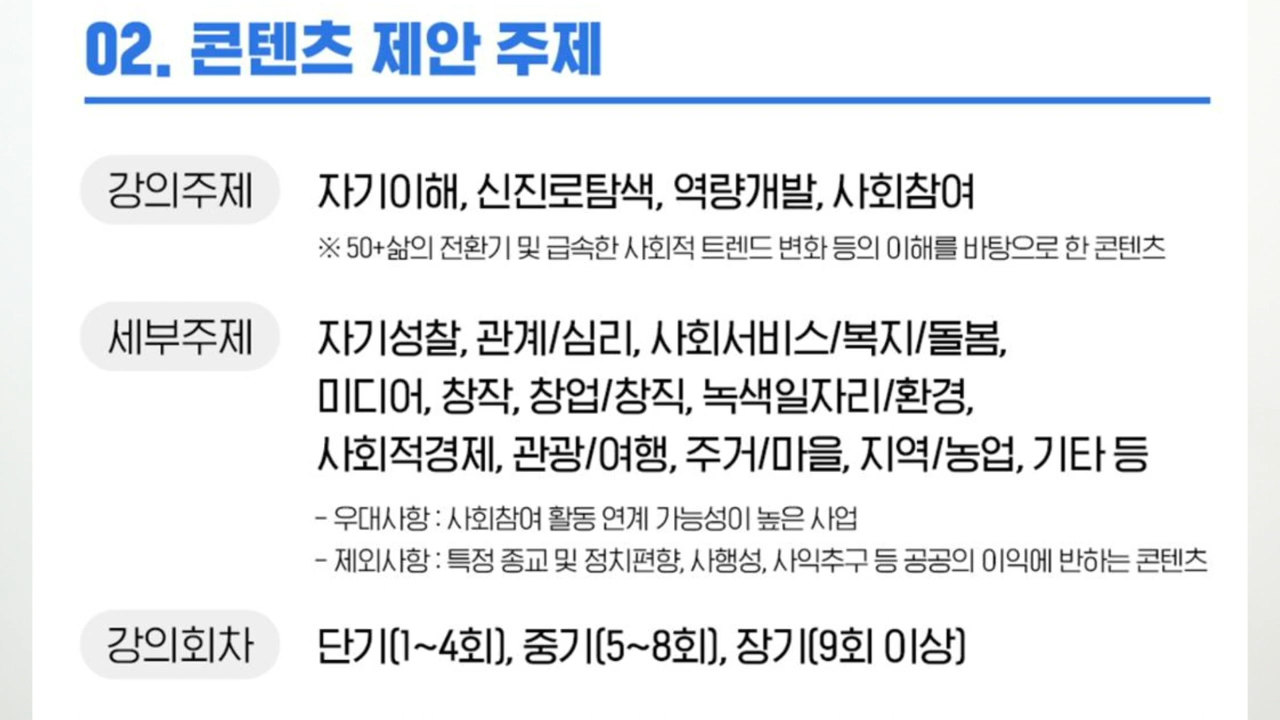 02. 콘텐츠 제안 주제
강의주제
자기이해, 신진로탐색, 역량개발, 사회참여
※ 50+삶의 전환기 및 급속한 사회적 트렌드 변화 등의 이해를 바탕으로 한 콘텐츠
세부주제
자기성찰, 관계/심리, 사회서비스/복지/돌봄,
미디어, 창작, 창업/창직, 녹색일자리/환경,
사회적경제, 관광/여행, 주거/마을, 지역/농업, 기타 등
- 우대사항 : 사회참여 활동 연계 가능성이 높은 사업
- 제외사항 : 특정 종교 및 정치편향, 사행성, 사익추구 등 공공의 이익에 반하는 콘텐츠
강의회차
단기(1~4회), 중기(5~8회), 장기(9회 이상)